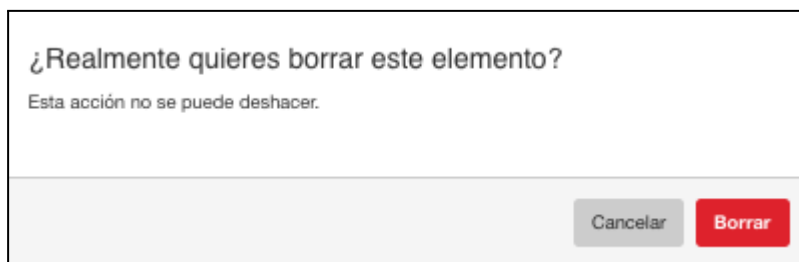 ¿Realmente quieres borrar este elemento?
Esta acción no se puede deshacer.
Cancelar Borrar